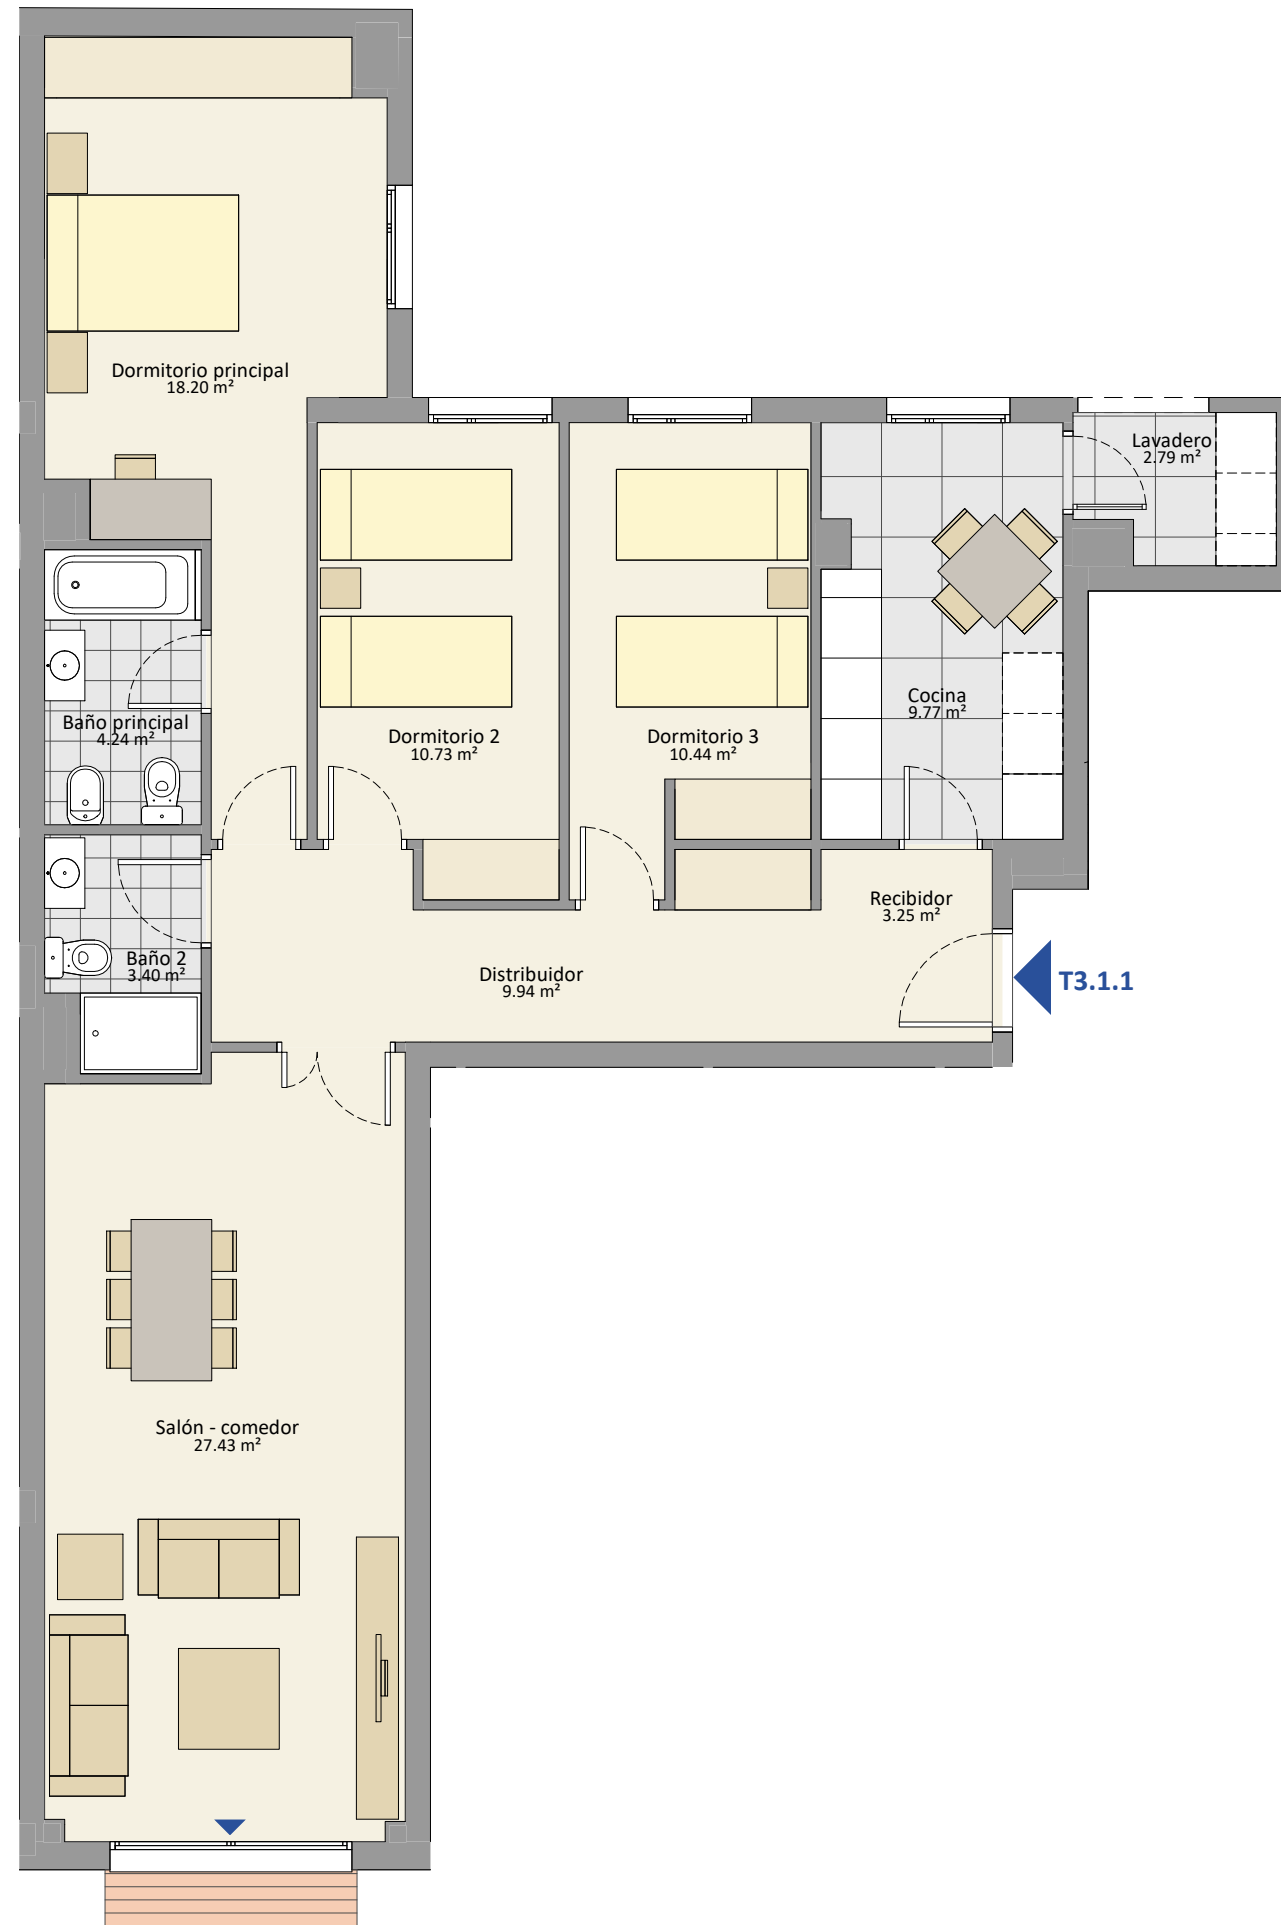 Dormitorio principal
18.20 m²
Lavadero
2.79 m²
Cocina
9.77 m²
Baño principal
4.24 m²
Dormitorio 2
10.73 m²
Dormitorio 3
10.44 m²
Recibidor
3.25 m²
Baño 2
3.40 m²
Distribuidor
9.94 m²
T3.1.1
Salón - comedor
27.43 m²